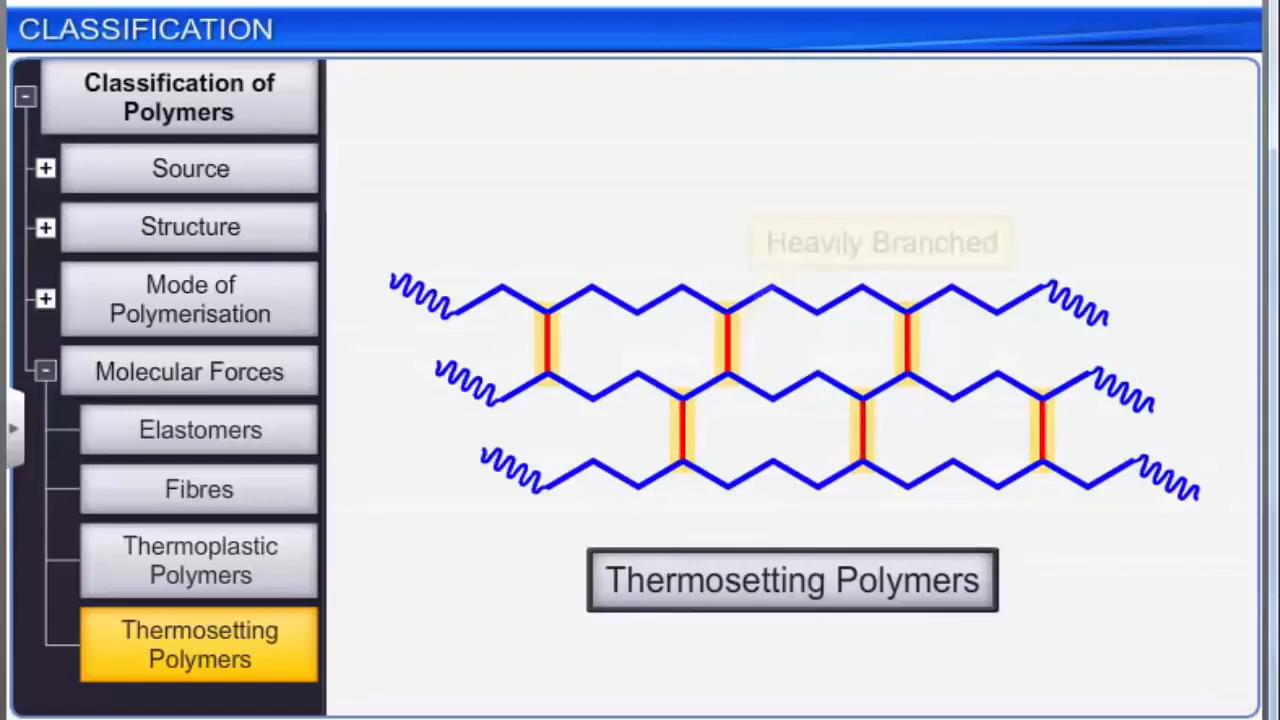 CLASSIFICATION
Classification of
Polymers
Source
Structure
Mode of
Polymerisation
Molecular Forces
Elastomers
Fibres
Thermoplastic
Polymers
Thermosetting
Polymers
Heavily Branched
Thermosetting Polymers